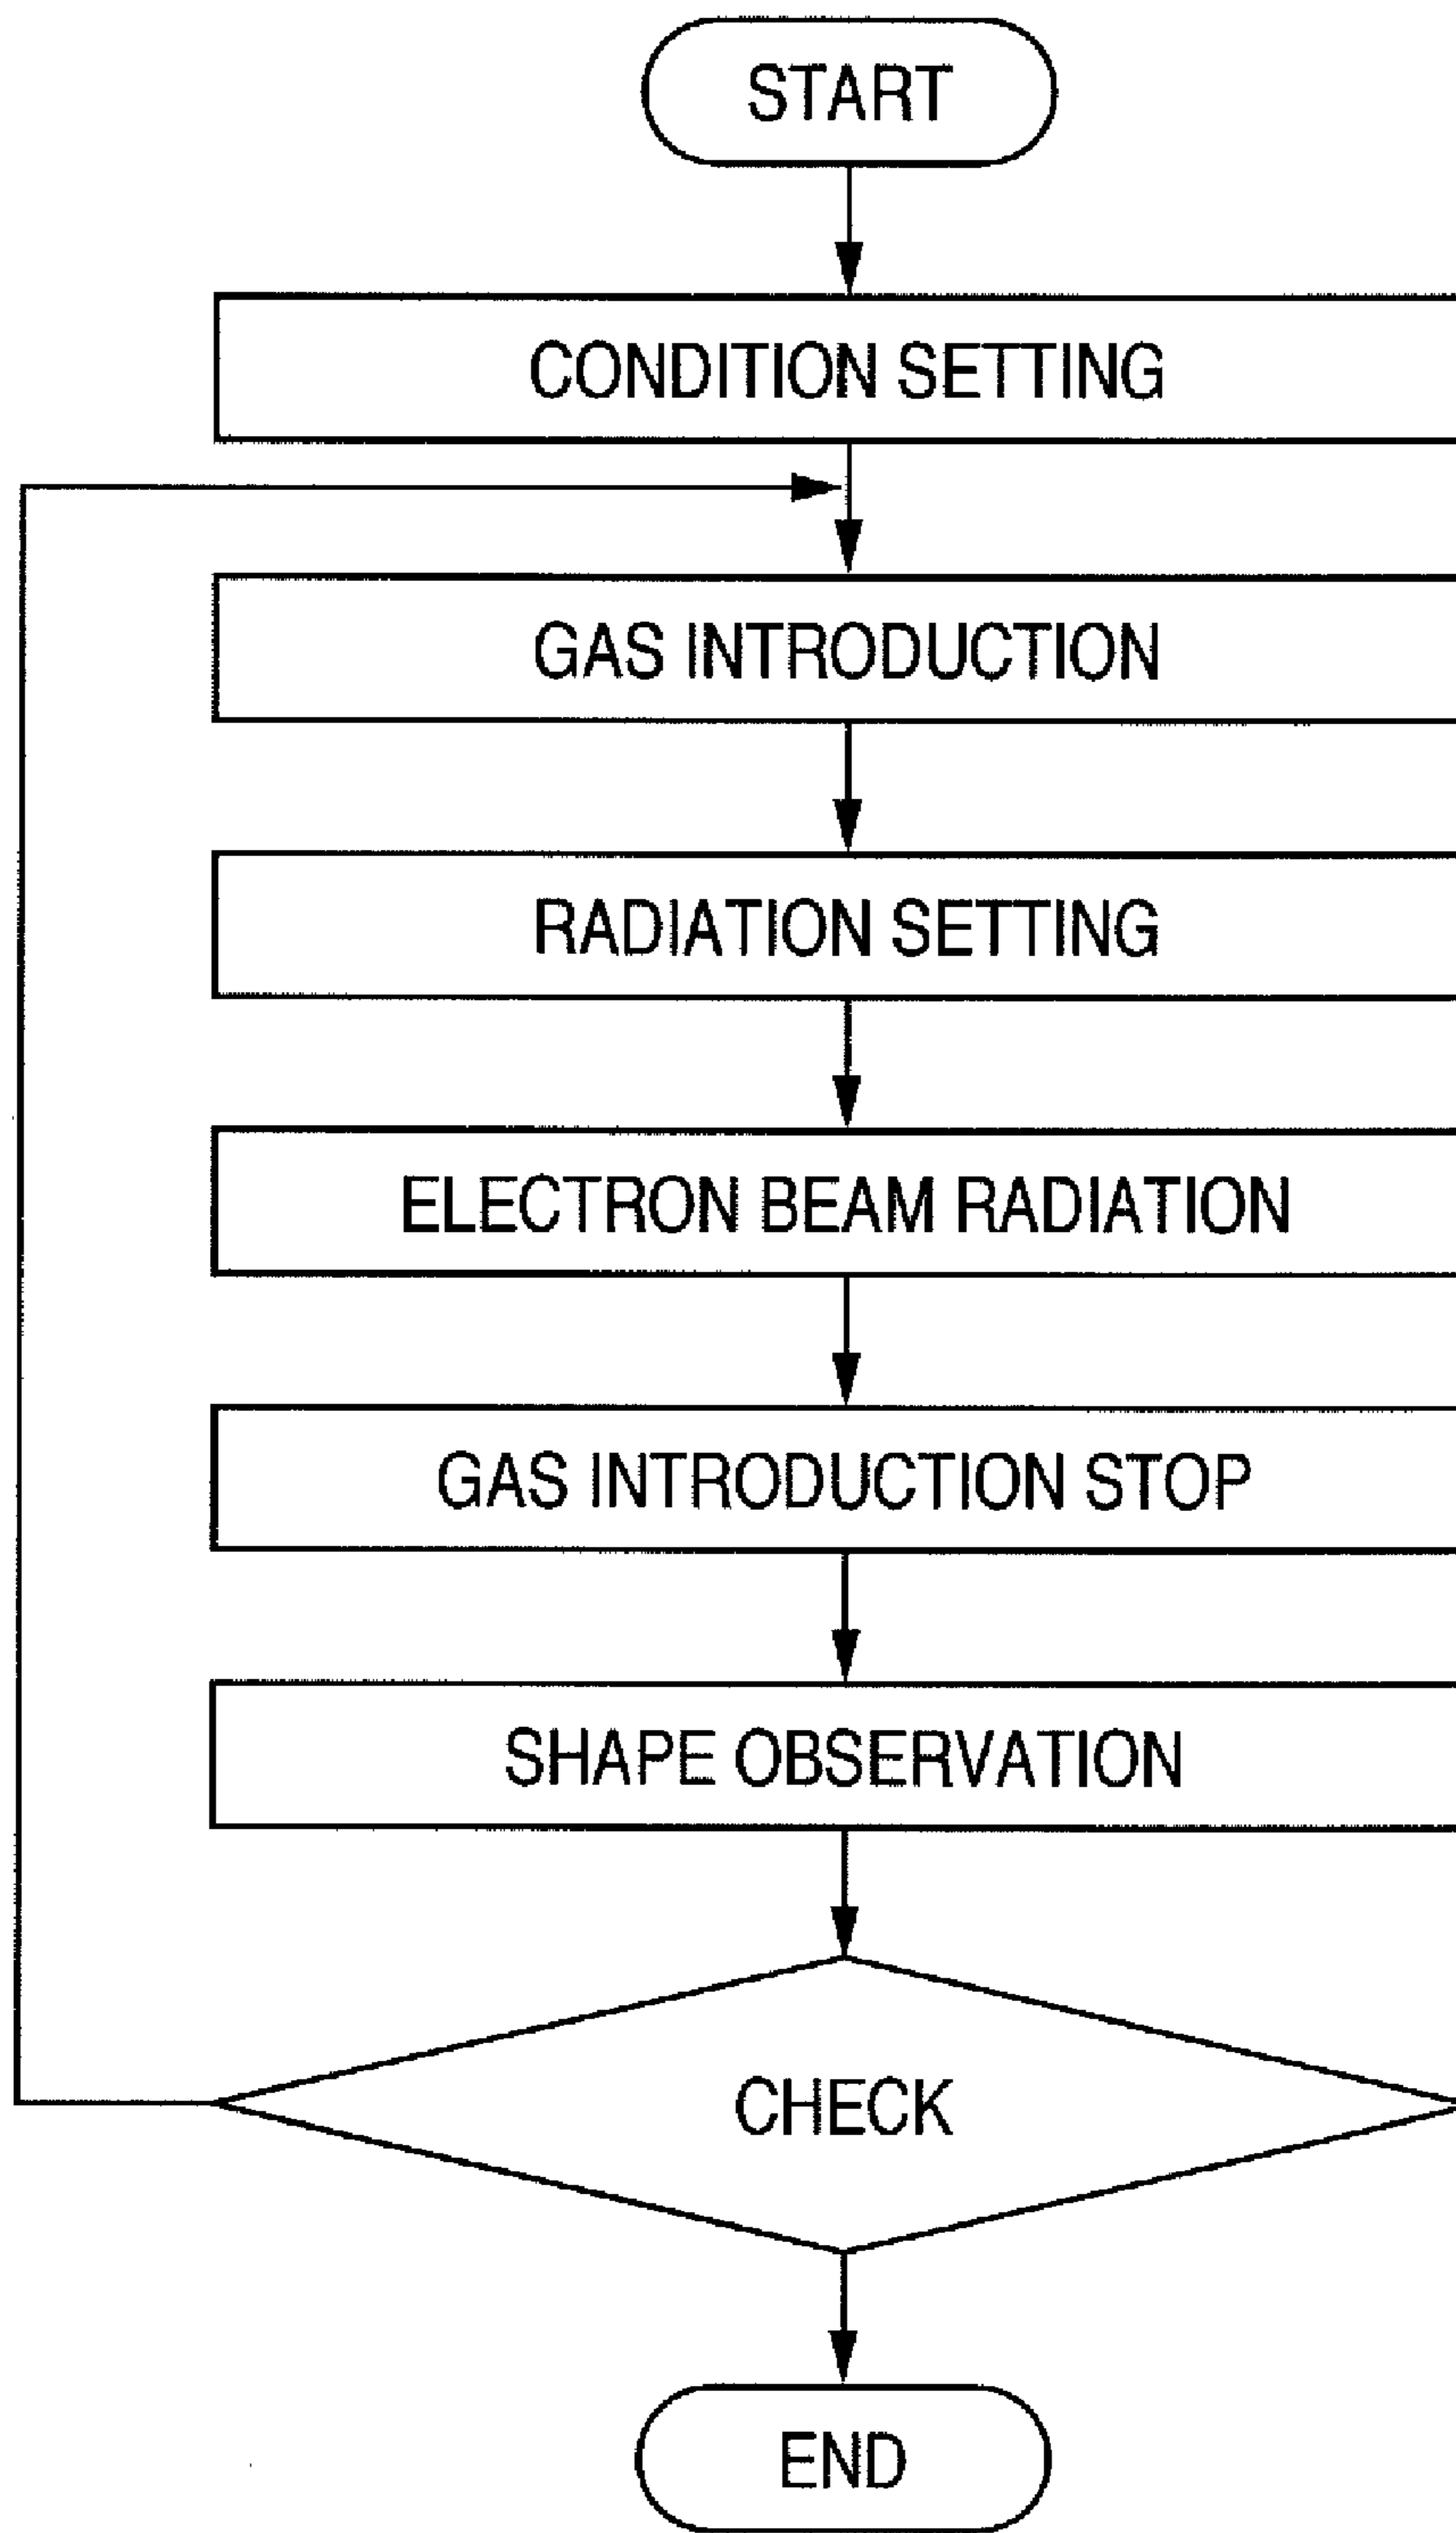 START
CONDITION SETTING
GAS INTRODUCTION
RADIATION SETTING
ELECTRON BEAM RADIATION
GAS INTRODUCTION STOP
SHAPE OBSERVATION
CHECK
END